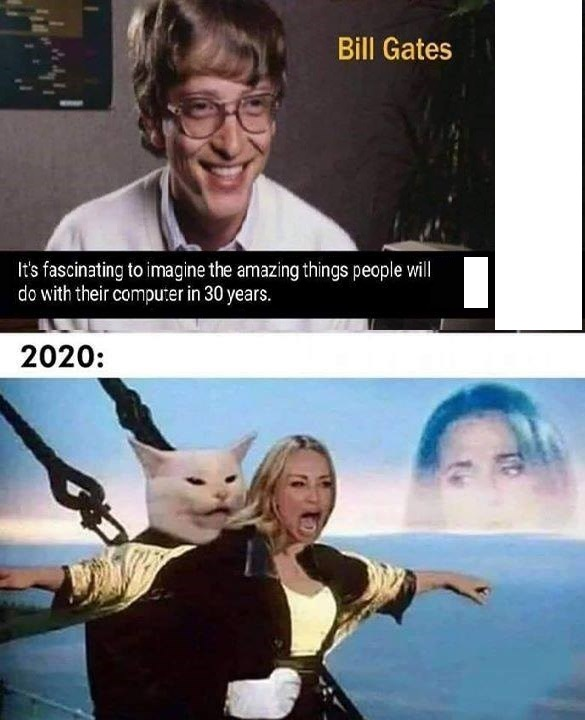 Bill Gates
It's fascinating to imagine the amazing things people will
do with their computer in 30 years.
2020: